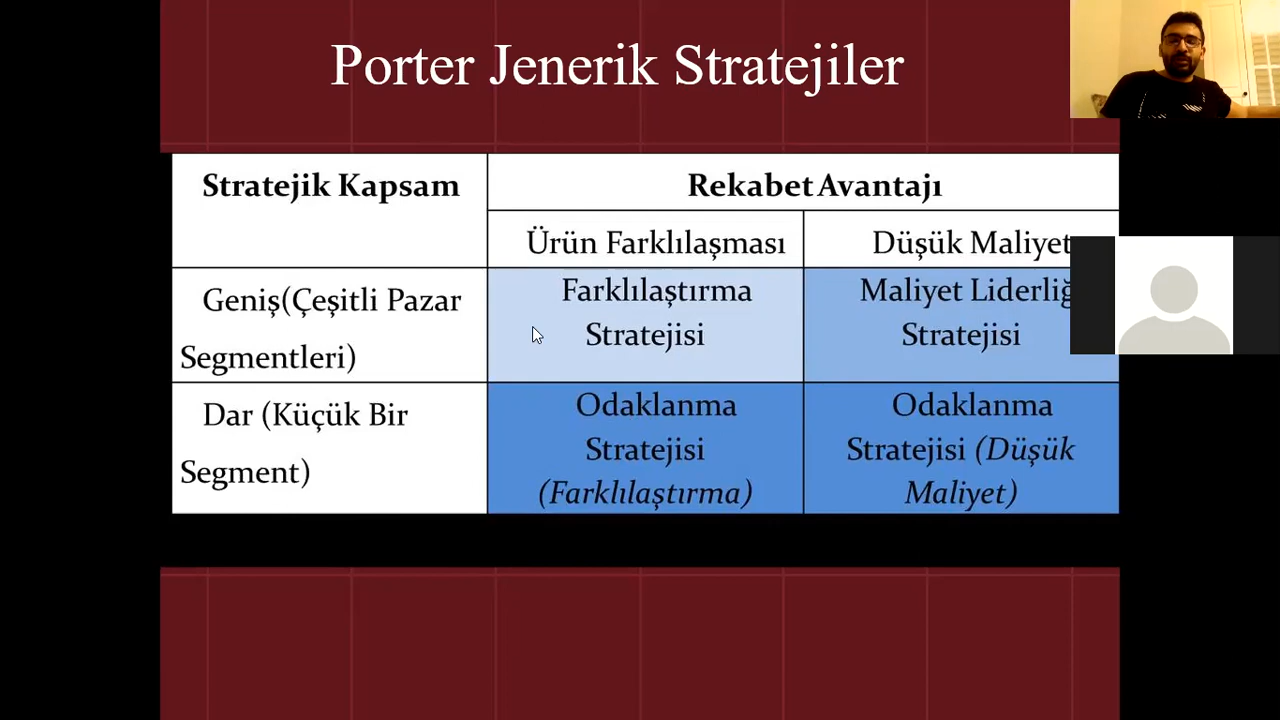 Porter Jenerik Stratejiler
Stratejik Kapsam
Rekabet Avantajı
Ürün Farklılaşması
Düşük Maliyet
Geniş(Çeşitli Pazar
Segmentleri)
Farklılaştırma
Stratejisi
Maliyet
Stratejisi
Dar (Küçük Bir
Segment)
Odaklanma
Stratejisi
(Farklılaştırma)
Odaklanma
Stratejisi (Düşük
Maliyet)